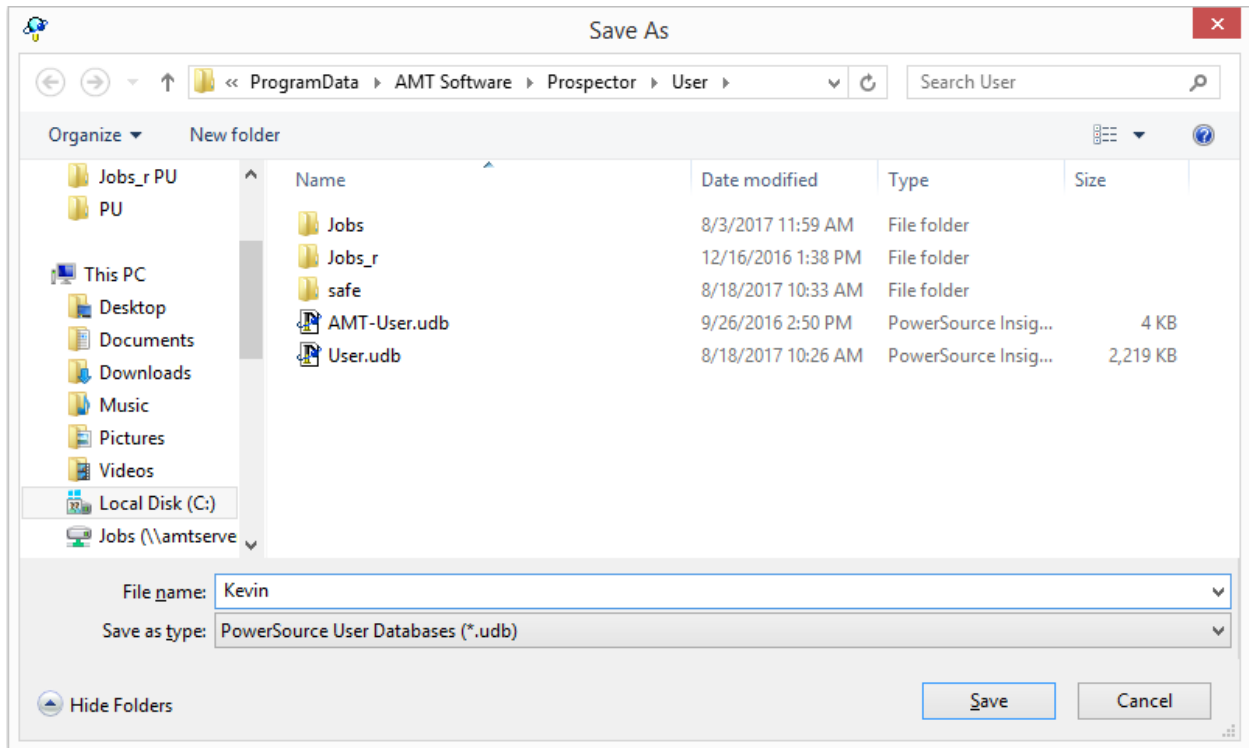 Save As
« ProgramData AMT Software Prospector User Search User
Organize New folder
Jobs_r PU
PU
This PC
Desktop
Documents
Downloads
Music
Pictures
Videos
Local Disk (C:)
Jobs (\\amtserve
Name Date modified Type Size
Jobs 8/3/2017 11:59 AM File folder
Jobs_r 12/16/2016 1:38 PM File folder
safe 8/18/2017 10:33 AM File folder
AMT-User.udb 9/26/2016 2:50 PM PowerSource Insig... 4 KB
User.udb 8/18/2017 10:26 AM PowerSource Insig... 2,219 KB
File name: Kevin
Save as type: PowerSource User Databases (*.udb)
Hide Folders Save Cancel